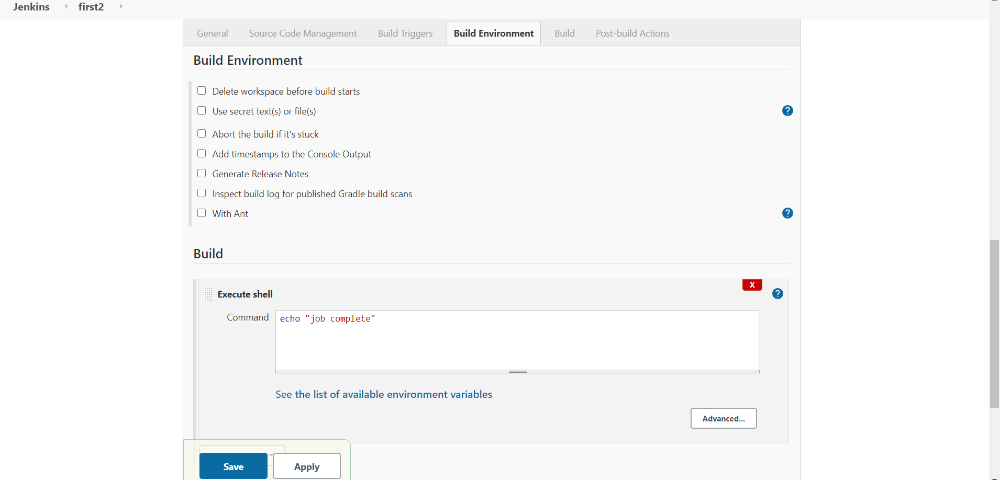 Jenkins first2
General Source Code Management Build Triggers Build Environment Build Post-build Actions
Build Environment
Delete workspace before build starts
Use secret text(s) or file(s)
?
Abort the build if it's stuck
Add timestamps to the Console Output
Generate Release Notes
Inspect build log for published Gradle build scans
With Ant
?
Build
X
Execute shell
?
Command
echo "job complete"
See the list of available environment variables
Advanced...
Save Apply